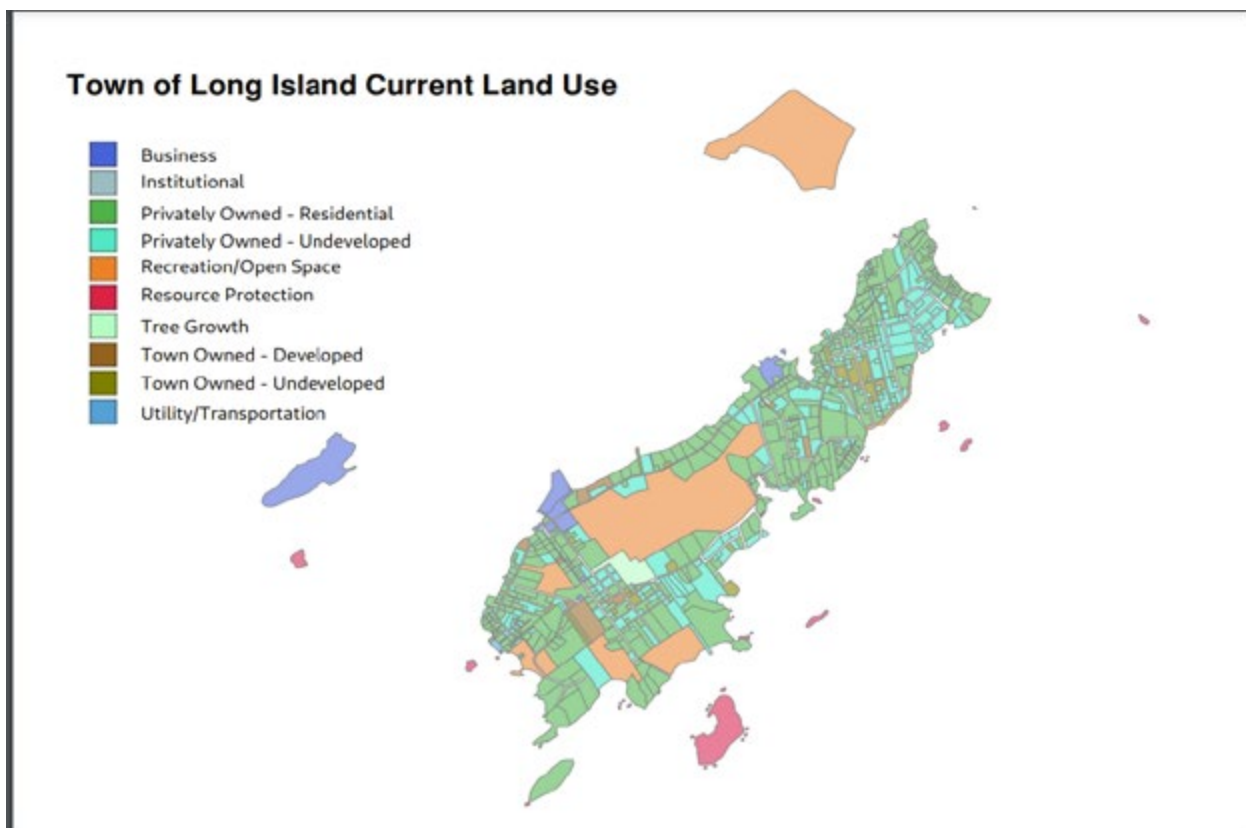 Town of Long Island Current Land Use
Business
Institutional
Privately Owned - Residential
Privately Owned - Undeveloped
Recreation/Open Space
Resource Protection
Tree Growth
Town Owned - Developed
Town Owned - Undeveloped
Utility/Transportation